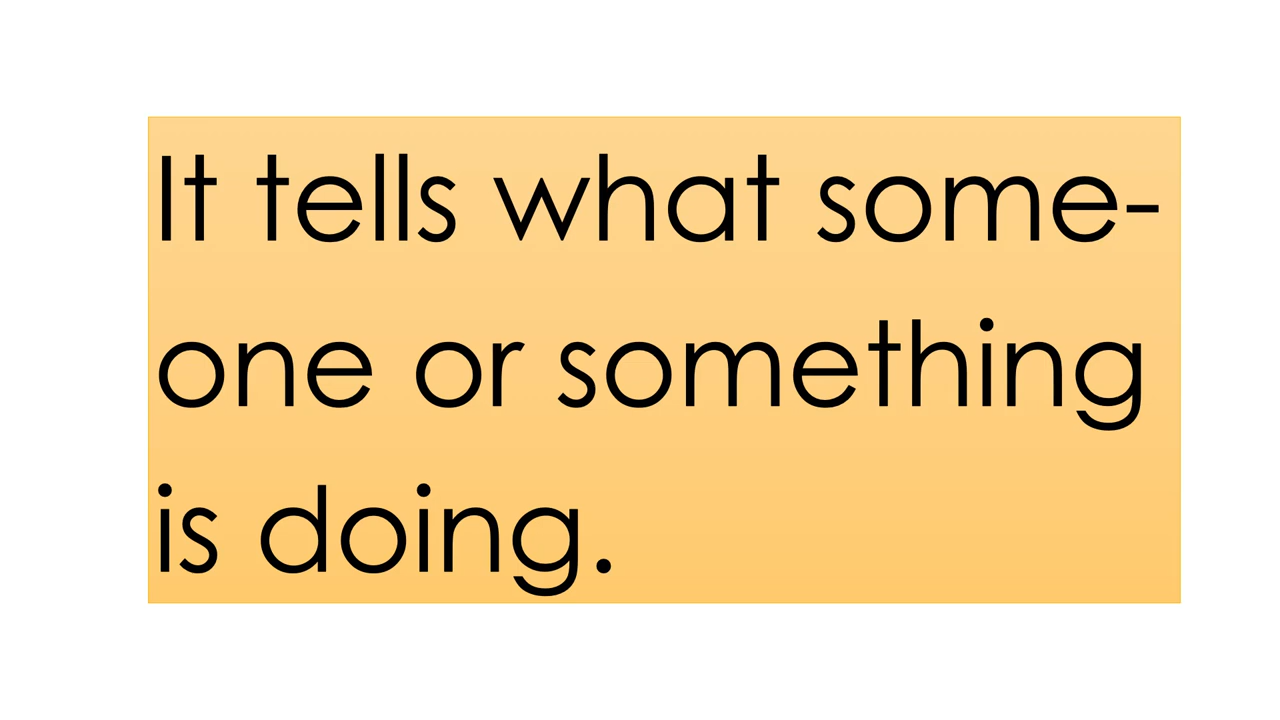 It tells what some-
one or something
is doing.